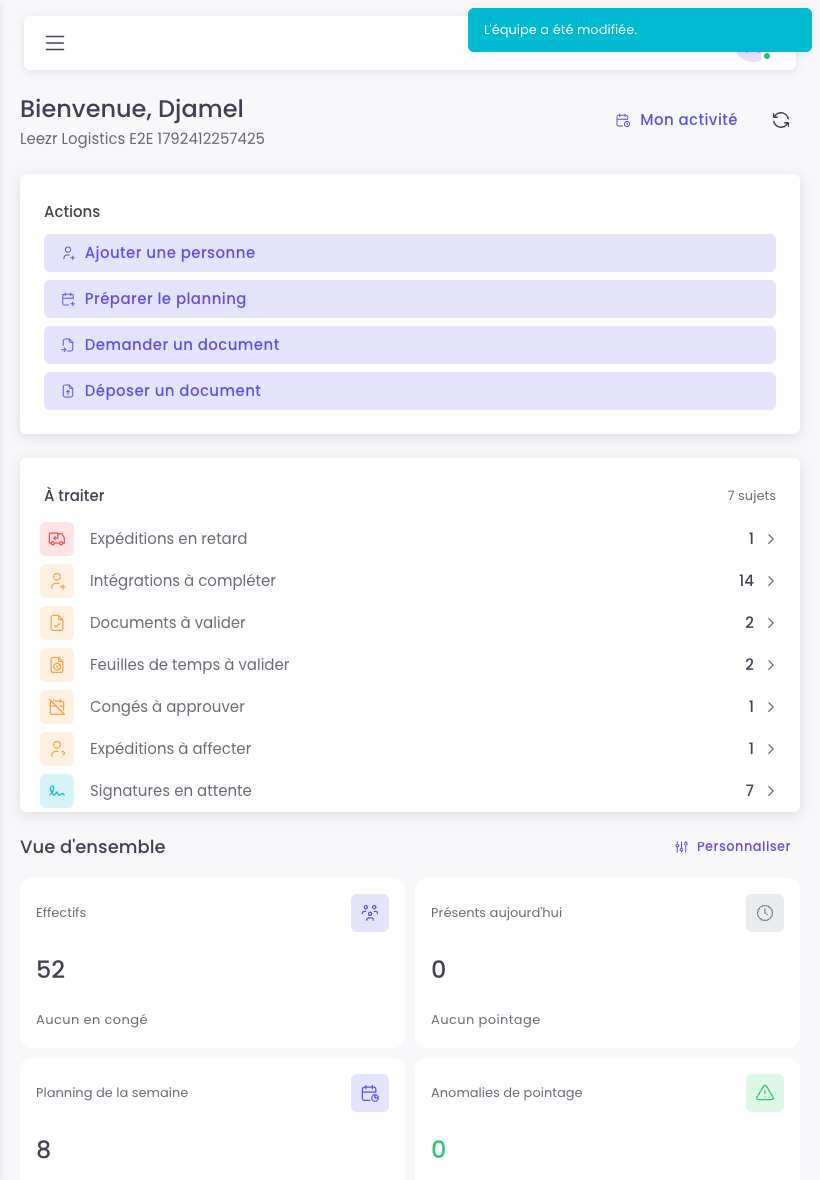 L'équipe a été modifiée.
Bienvenue, Djamel
Leezr Logistics E2E 1792412257425
Mon activité
Actions
Ajouter une personne
Préparer le planning
Demander un document
Déposer un document
À traiter
7 sujets
Expéditions en retard 1
Intégrations à compléter 14
Documents à valider 2
Feuilles de temps à valider 2
Congés à approuver 1
Expéditions à affecter 1
Signatures en attente 7
Vue d'ensemble
Personnaliser
Effectifs
52
Aucun en congé
Présents aujourd'hui
0
Aucun pointage
Planning de la semaine
8
Anomalies de pointage
0